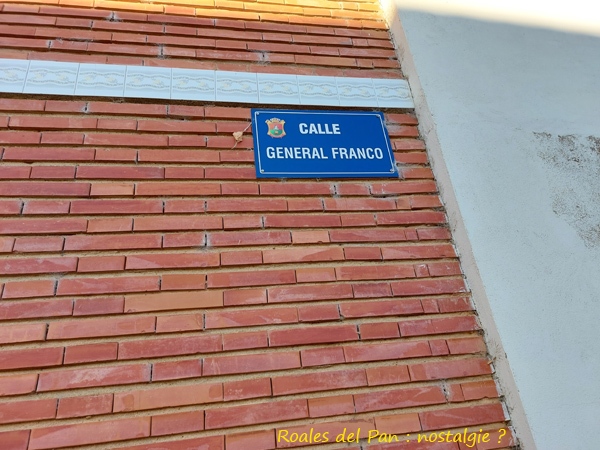 CALLE
GENERAL FRANCO
Roales del Pan : nostalgie ?